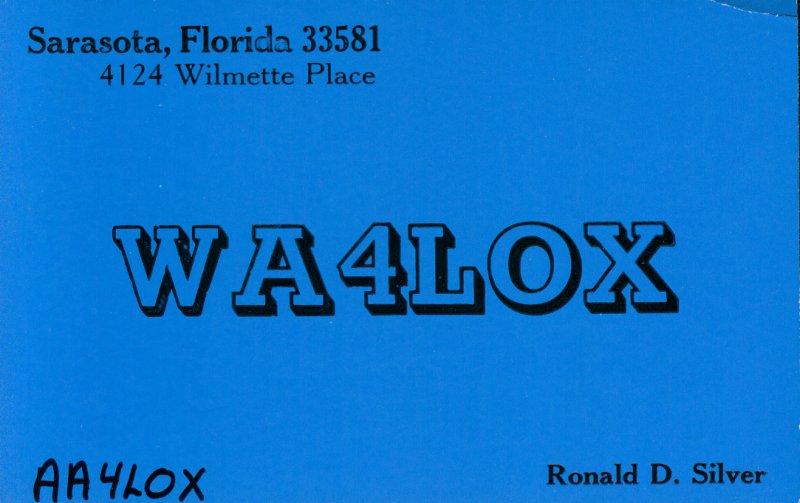 Sarasota, Florida 33581
4124 Wilmette Place
WA4LOX
AA4LOX
Ronald D. Silver